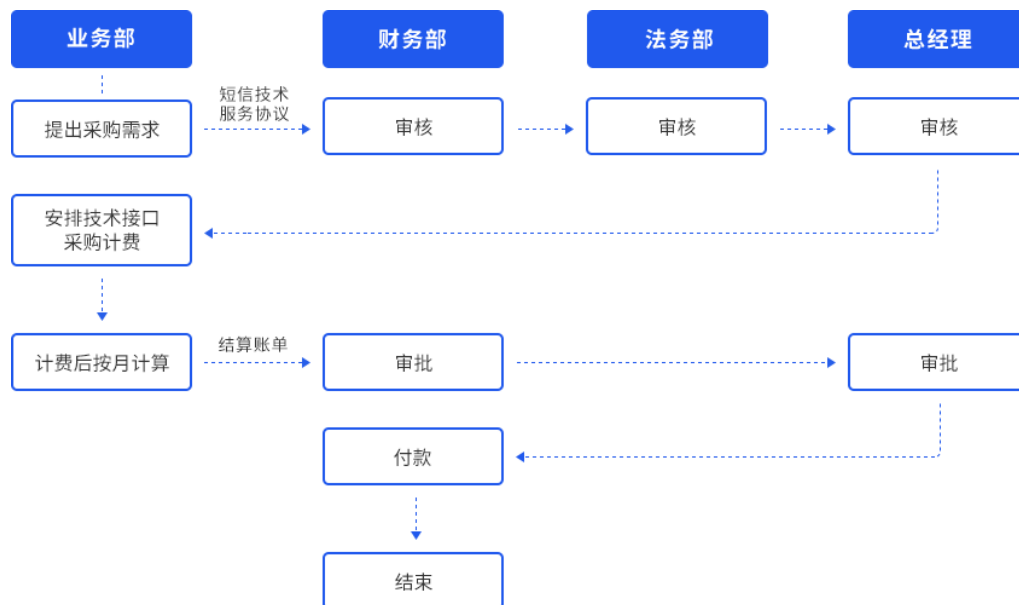 业务部
财务部
法务部
总经理
提出采购需求
短信技术
服务协议
审核
审核
审核
安排技术接口
采购计费
计费后按月计算
结算账单
审批
审批
付款
结束